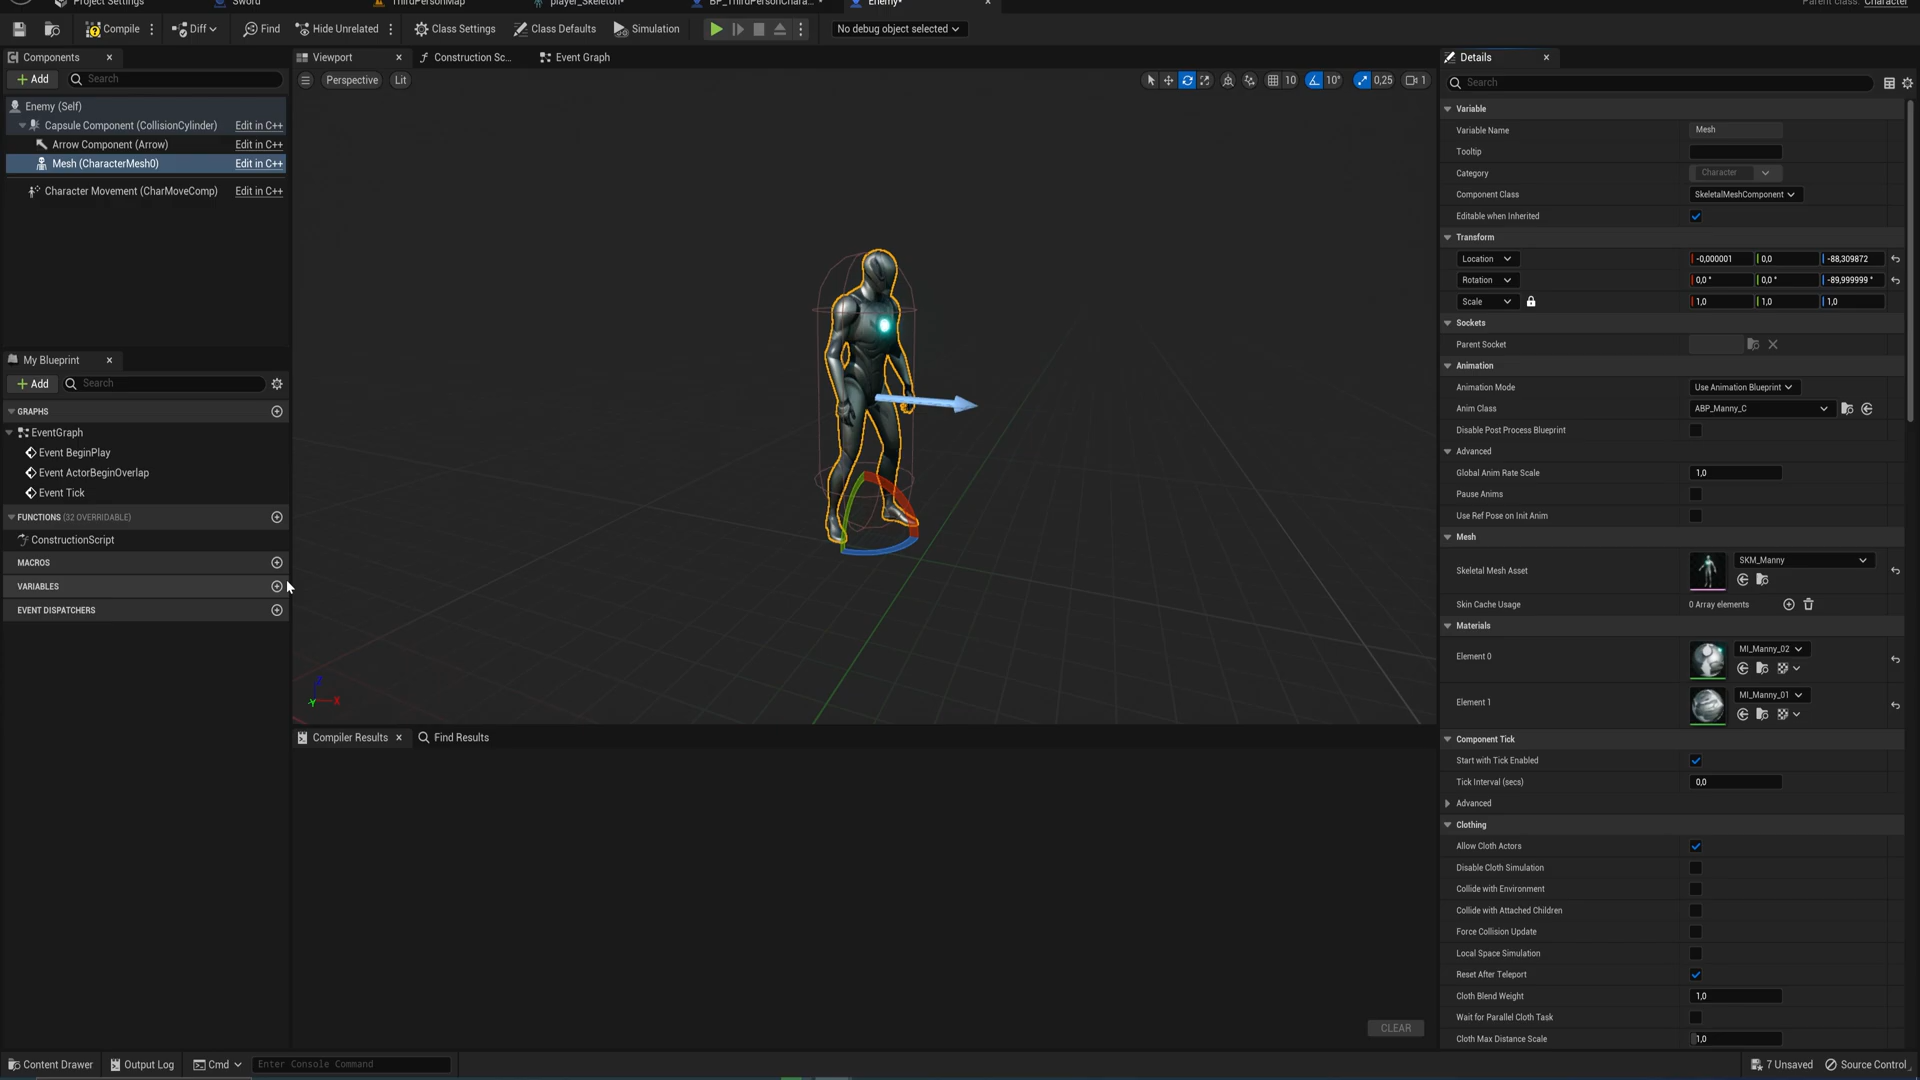 Project Settings
Sword
ThirdPersonMap
player_Skeleton*
BP_ThirdPersonChara...
Enemy*
Parent class: Character
Compile
Diff
Find
Hide Unrelated
Class Settings
Class Defaults
Simulation
No debug object selected
Components
Add
Search
Enemy (Self)
Capsule Component (CollisionCylinder) Edit in C++
Arrow Component (Arrow) Edit in C++
Mesh (CharacterMesh0) Edit in C++
Character Movement (CharMoveComp) Edit in C++
My Blueprint
Add
Search
GRAPHS
EventGraph
Event BeginPlay
Event ActorBeginOverlap
Event Tick
FUNCTIONS (32 OVERRIDABLE)
ConstructionScript
MACROS
VARIABLES
EVENT DISPATCHERS
Viewport
Construction Sc...
Event Graph
Perspective
Lit
10
10°
0,25
1
Z
Y
X
Compiler Results
Find Results
CLEAR
Details
Search
Variable
Variable Name Mesh
Tooltip
Category Character
Component Class SkeletalMeshComponent
Editable when Inherited
Transform
Location -0,000001 0,0 -88,309872
Rotation 0,0 ° 0,0 ° -89,999999 °
Scale 1,0 1,0 1,0
Sockets
Parent Socket
Animation
Animation Mode Use Animation Blueprint
Anim Class ABP_Manny_C
Disable Post Process Blueprint
Advanced
Global Anim Rate Scale 1,0
Pause Anims
Use Ref Pose on Init Anim
Mesh
Skeletal Mesh Asset SKM_Manny
Skin Cache Usage 0 Array elements
Materials
Element 0 MI_Manny_02
Element 1 MI_Manny_01
Component Tick
Start with Tick Enabled
Tick Interval (secs) 0,0
Advanced
Clothing
Allow Cloth Actors
Disable Cloth Simulation
Collide with Environment
Collide with Attached Children
Force Collision Update
Local Space Simulation
Reset After Teleport
Cloth Blend Weight 1,0
Wait for Parallel Cloth Task
Cloth Max Distance Scale 1,0
Content Drawer
Output Log
Cmd
Enter Console Command
7 Unsaved
Source Control